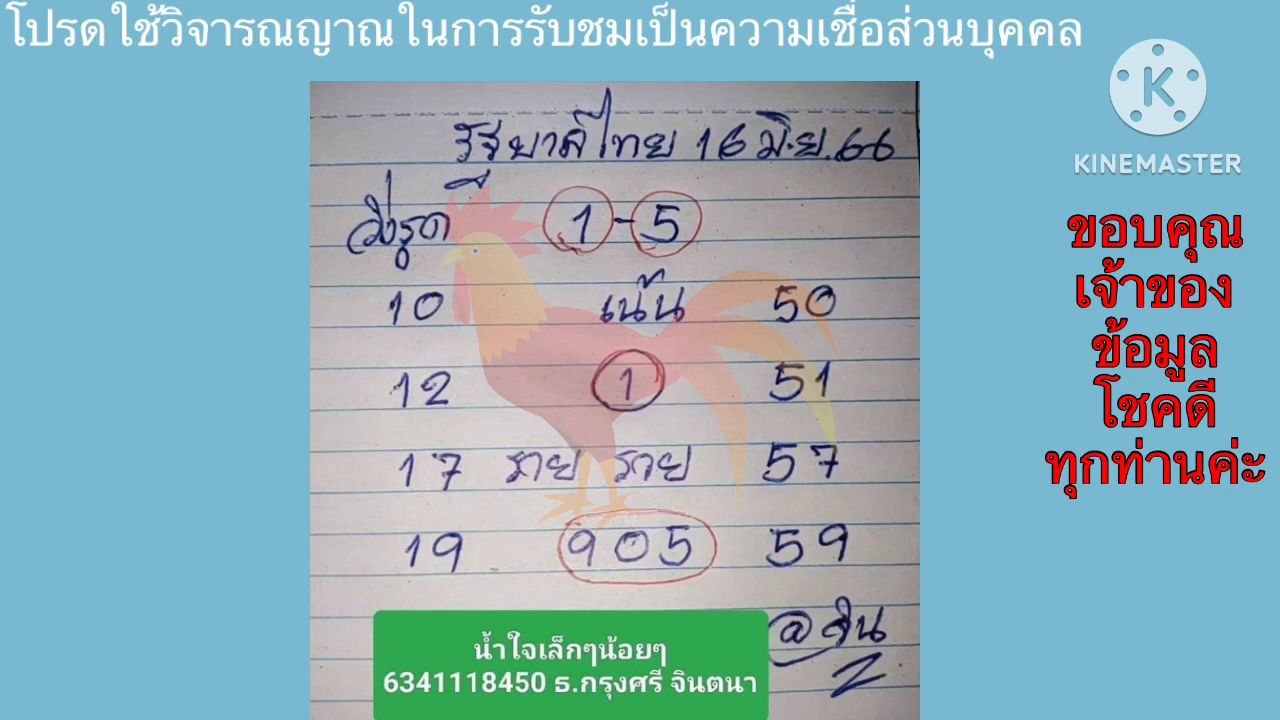 โปรดใช้วิจารณญาณในการรับชมเป็นความเชื่อส่วนบุคคล
K
KINEMASTER
รัฐบาลไทย 16 มิ.ย.66
วิ่งรูด 1-5
10 เน้น 50
12 1 51
17 รวย 57
19 905 59
@จิน
น้ำใจเล็กๆน้อยๆ
6341118450 ธ.กรุงศรี จินตนา
ขอบคุณ
เจ้าของ
ข้อมูล
โชคดี
ทุกท่านค่ะ